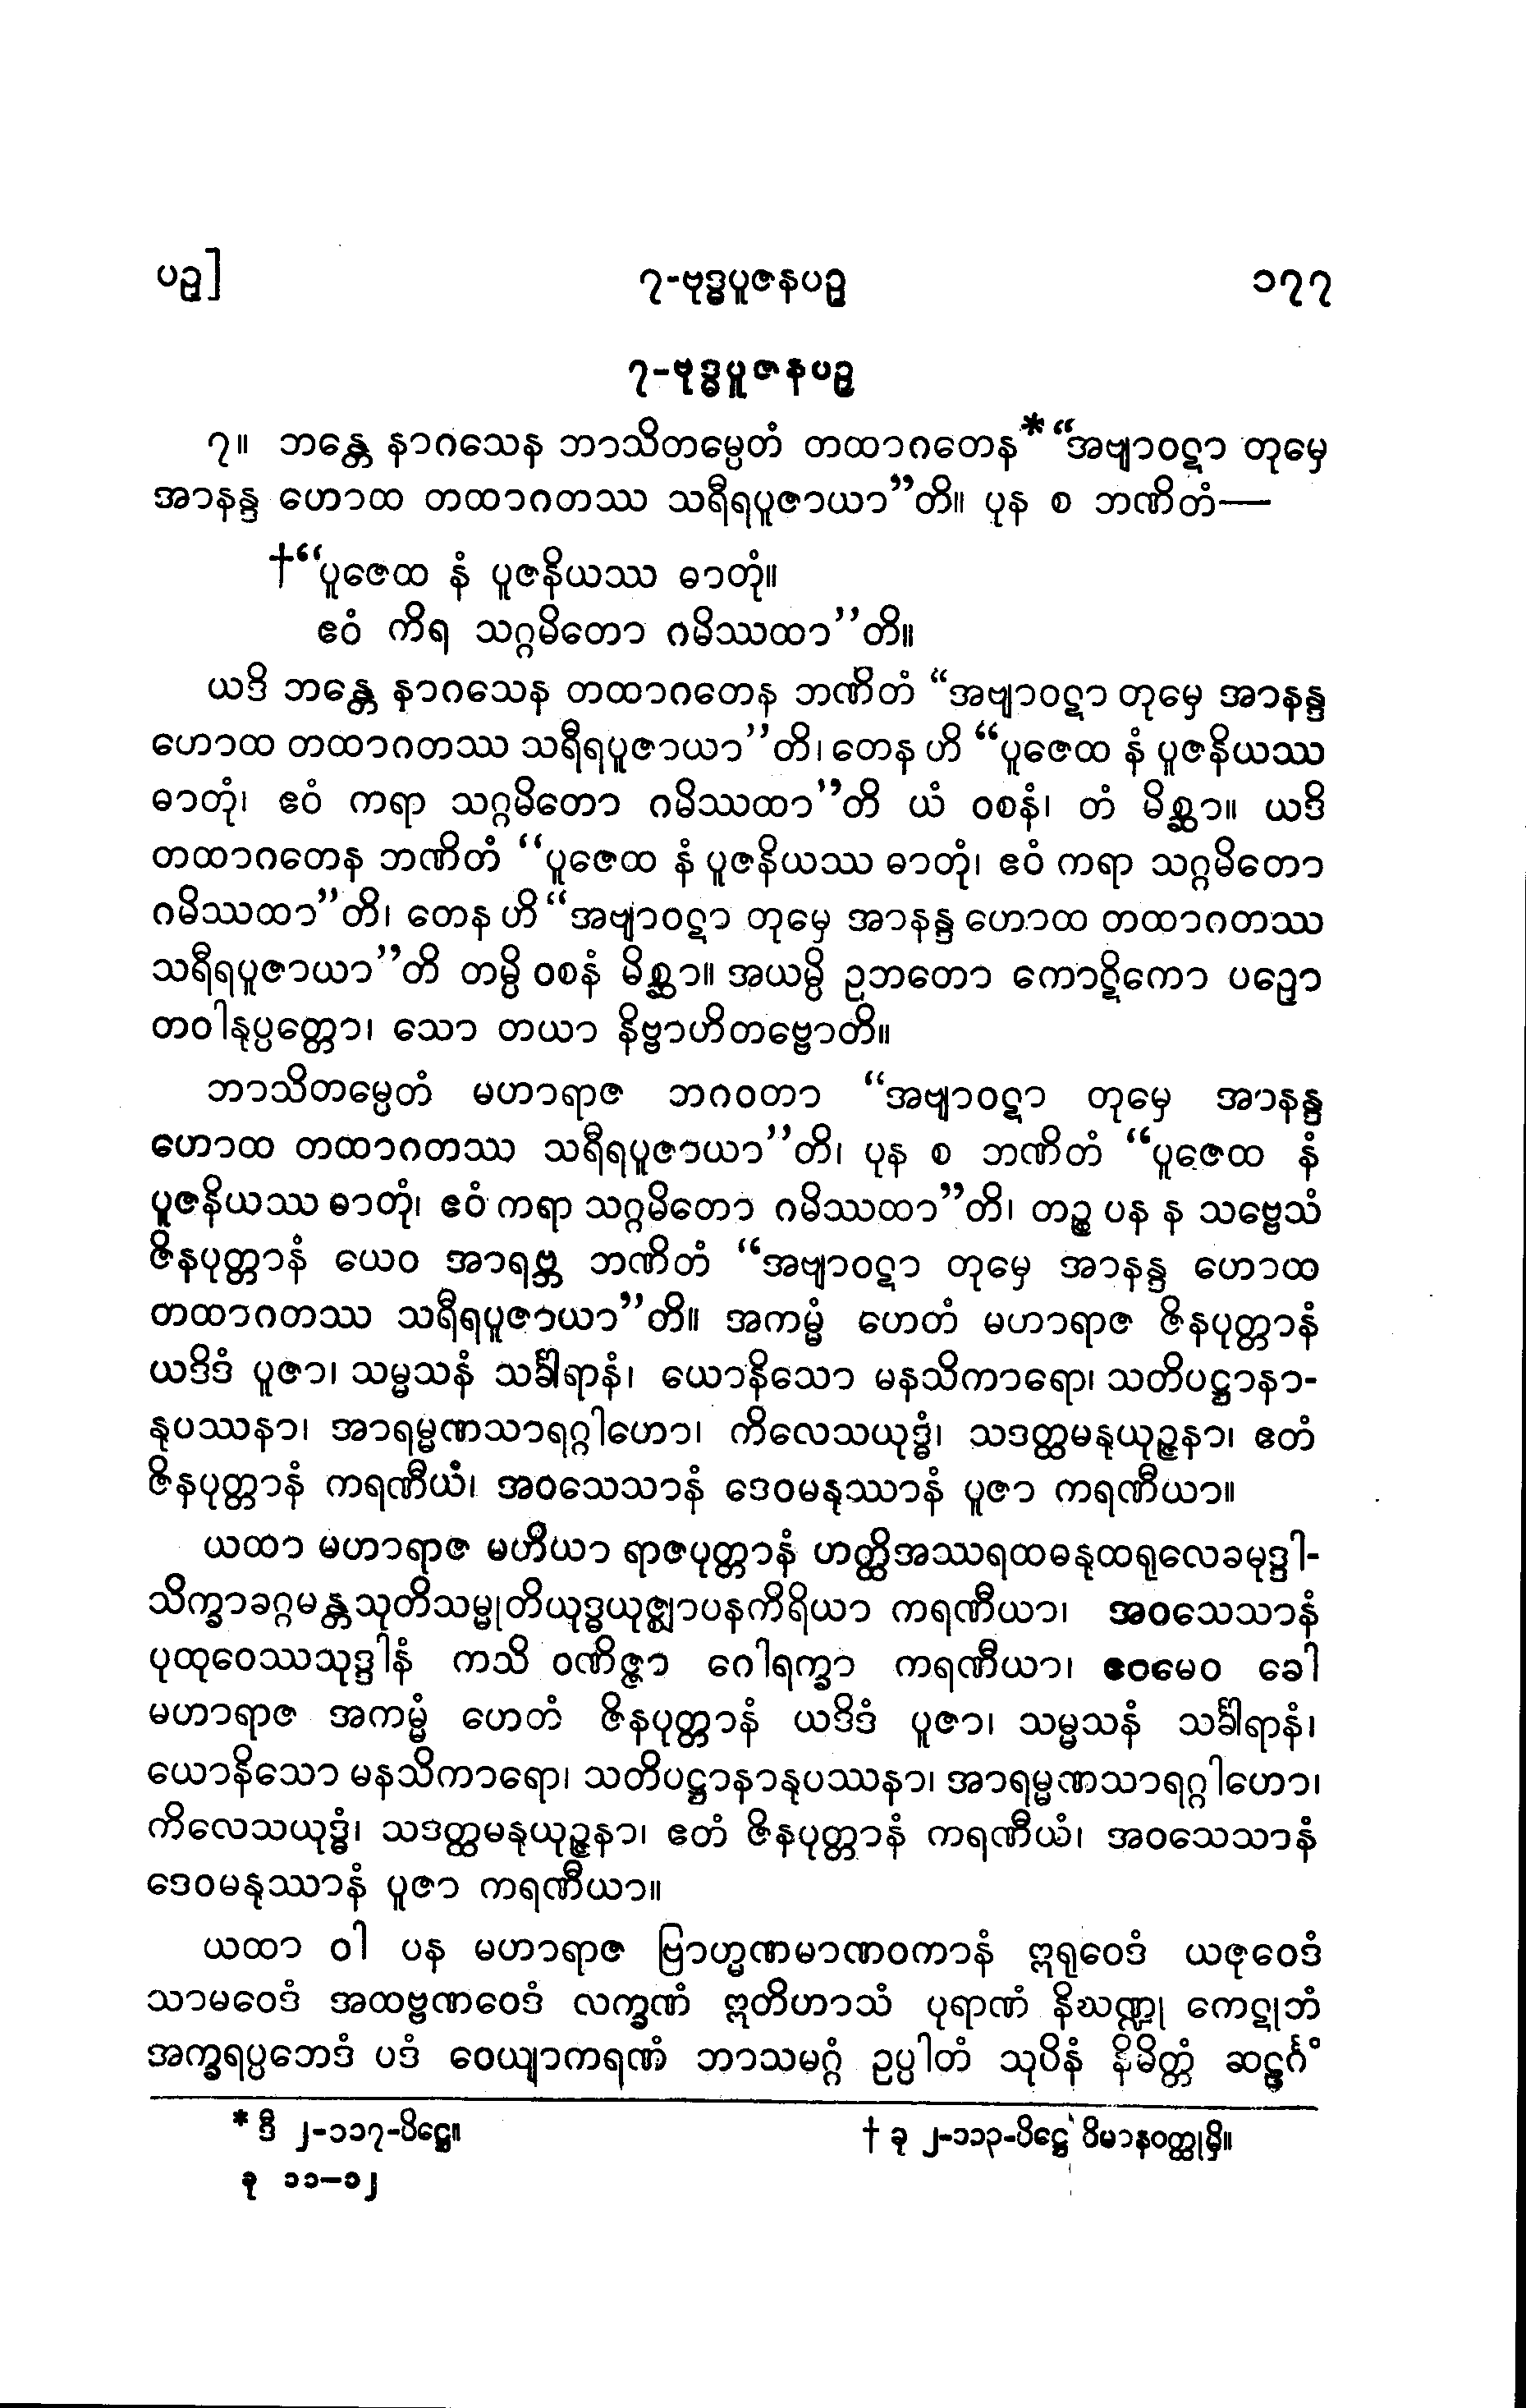 ပဉှ]
၇-ဗုဒ္ဓပူဇနပဉှ
၁၇၇
၇-ဗုဒ္ဓပူဇနပဉှ
၇။ ဘန္တေ နာဂသေန ဘာသိတမ္ပေတံ တထာဂတေန* “အဗျာဝဋာ တုမှေ
အာနန္ဒ ဟောထ တထာဂတဿ သရီရပူဇာယာ”တိ။ ပုန စ ဘဏိတံ—
†“ပူဇေထ နံ ပူဇနိယဿ ဓာတုံ။
ဧဝံ ကိရ သဂ္ဂမိတော ဂမိဿထာ”တိ။
ယဒိ ဘန္တေ နာဂသေန တထာဂတေန ဘဏိတံ “အဗျာဝဋာ တုမှေ အာနန္ဒ
ဟောထ တထာဂတဿ သရီရပူဇာယာ”တိ၊ တေန ဟိ “ပူဇေထ နံ ပူဇနိယဿ
ဓာတုံ၊ ဧဝံ ကရာ သဂ္ဂမိတော ဂမိဿထာ”တိ ယံ ဝစနံ၊ တံ မိစ္ဆာ။ ယဒိ
တထာဂတေန ဘဏိတံ “ပူဇေထ နံ ပူဇနိယဿ ဓာတုံ၊ ဧဝံ ကရာ သဂ္ဂမိတော
ဂမိဿထာ”တိ၊ တေန ဟိ “အဗျာဝဋာ တုမှေ အာနန္ဒ ဟောထ တထာဂတဿ
သရီရပူဇာယာ”တိ တမ္ပိ ဝစနံ မိစ္ဆာ။ အယမ္ပိ ဥဘတော ကောဋိကော ပဉှော
တဝါနုပ္ပတ္တော၊ သော တယာ နိဗ္ဗာဟိတဗ္ဗောတိ။
ဘာသိတမ္ပေတံ မဟာရာဇ ဘဂဝတာ “အဗျာဝဋာ တုမှေ အာနန္ဒ
ဟောထ တထာဂတဿ သရီရပူဇာယာ”တိ၊ ပုန စ ဘဏိတံ “ပူဇေထ နံ
ပူဇနိယဿ ဓာတုံ၊ ဧဝံ ကရာ သဂ္ဂမိတော ဂမိဿထာ”တိ၊ တဉ္စ ပန န သဗ္ဗေသံ
ဇိနပုတ္တာနံ ယေဝ အာရဗ္ဘ ဘဏိတံ “အဗျာဝဋာ တုမှေ အာနန္ဒ ဟောထ
တထာဂတဿ သရီရပူဇာယာ”တိ။ အကမ္မံ ဟေတံ မဟာရာဇ ဇိနပုတ္တာနံ
ယဒိဒံ ပူဇာ၊ သမ္မသနံ သင်္ခါရာနံ၊ ယောနိသော မနသိကာရော၊ သတိပဋ္ဌာနာ-
နုပဿနာ၊ အာရမ္မဏသာရဂ္ဂါဟော၊ ကိလေသယုဒ္ဓံ၊ သဒတ္ထမနုယုဉ္ဇနာ၊ ဧတံ
ဇိနပုတ္တာနံ ကရဏီယံ၊ အဝသေသာနံ ဒေဝမနုဿာနံ ပူဇာ ကရဏီယာ။
ယထာ မဟာရာဇ မဟိယာ ရာဇပုတ္တာနံ ဟတ္ထိအဿရထဓနုထရုလေခမုဒ္ဒါ-
သိက္ခာခဂ္ဂမန္တသုတိသမ္မုတိယုဒ္ဓယုဇ္ဈာပနကိရိယာ ကရဏီယာ၊ အဝသေသာနံ
ပုထုဝေဿသုဒ္ဒါနံ ကသိ ဝဏိဇ္ဇာ ဂေါရက္ခာ ကရဏီယာ၊ ဧဝမေဝ ခေါ
မဟာရာဇ အကမ္မံ ဟေတံ ဇိနပုတ္တာနံ ယဒိဒံ ပူဇာ၊ သမ္မသနံ သင်္ခါရာနံ၊
ယောနိသော မနသိကာရော၊ သတိပဋ္ဌာနာနုပဿနာ၊ အာရမ္မဏသာရဂ္ဂါဟော၊
ကိလေသယုဒ္ဓံ၊ သဒတ္ထမနုယုဉ္ဇနာ၊ ဧတံ ဇိနပုတ္တာနံ ကရဏီယံ၊ အဝသေသာနံ
ဒေဝမနုဿာနံ ပူဇာ ကရဏီယာ။
ယထာ ဝါ ပန မဟာရာဇ ဗြာဟ္မဏမာဏဝကာနံ ဣရုဝေဒံ ယဇုဝေဒံ
သာမဝေဒံ အထဗ္ဗဏဝေဒံ လက္ခဏံ ဣတိဟာသံ ပုရာဏံ နိဃဏ္ဍု ကေဋုဘံ
အက္ခရပ္ပဘေဒံ ပဒံ ဝေယျာကရဏံ ဘာသမဂ္ဂံ ဥပ္ပါတံ သုပိနံ နိမိတ္တံ ဆဠင်္ဂံ
* ဒီ ၂-၁၁၇-ပိဋ္ဌေ။
† ခု ၂-၁၁၃-ပိဋ္ဌေ ဝိမာနဝတ္ထုမှိ။
ခု ၁၁—၁၂